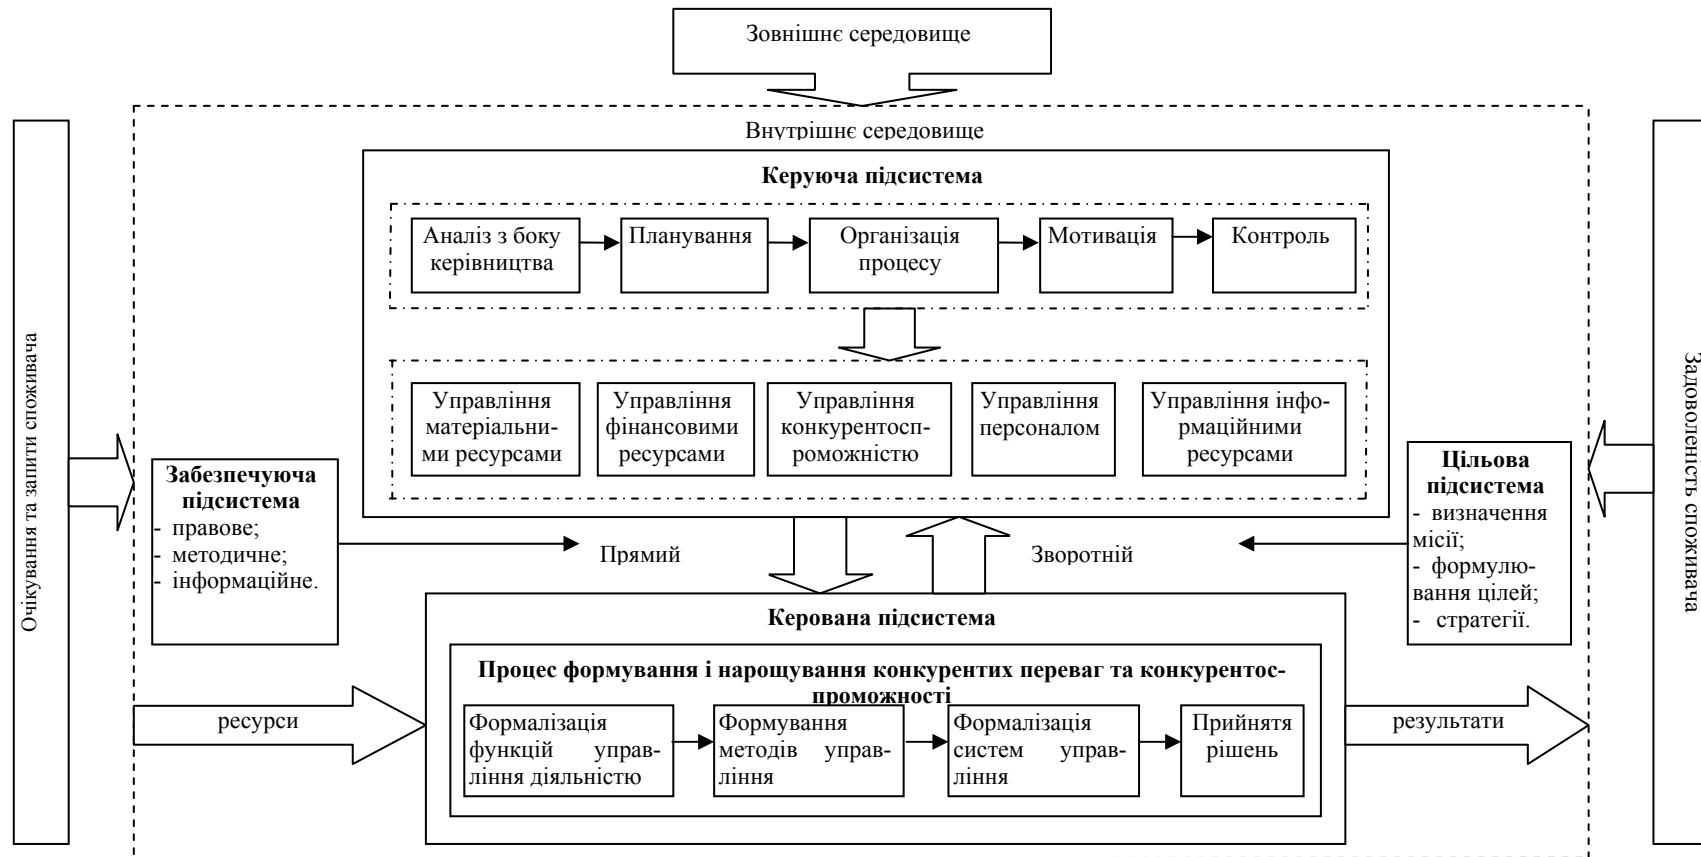 Зовнішнє середовище
Внутрішнє середовище
Керуюча підсистема
Аналіз з боку
керівництва
Планування
Організація
процесу
Мотивація
Контроль
Управління
матеріальни-
ми ресурсами
Управління
фінансовими
ресурсами
Управління
конкурентосп-
роможністю
Управління
персоналом
Управління інфо-
рмаційними
ресурсами
Очікування та запити споживача
Забезпечуюча
підсистема
- правове;
- методичне;
- інформаційне.
Прямий
Зворотній
Цільова
підсистема
- визначення
місії;
- формулю-
вання цілей;
- стратегії.
Задоволеність споживача
Керована підсистема
Процес формування і нарощування конкурентих переваг та конкурентос-
проможності
ресурси
Формалізація
функцій управ-
ління діяльністю
Формування
методів управ-
ління
Формалізація
систем управ-
ління
Прийнятя
рішень
результати